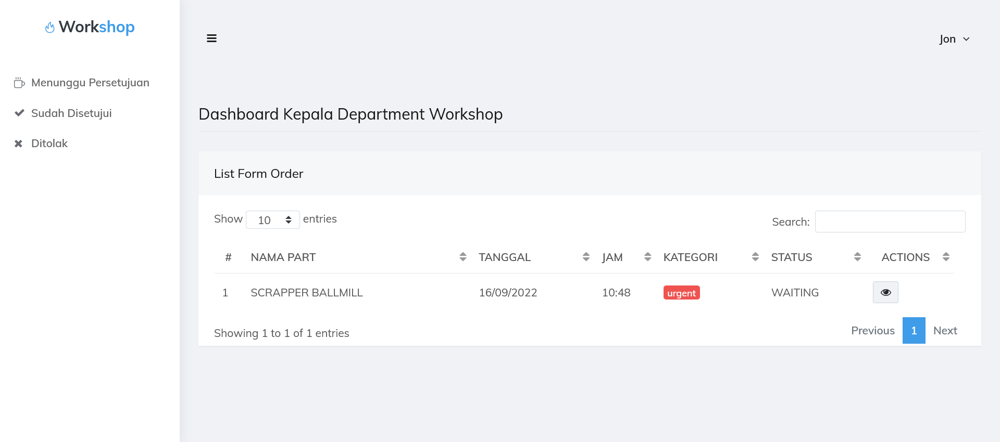 Workshop
Jon
Menunggu Persetujuan
Sudah Disetujui
Ditolak
Dashboard Kepala Department Workshop
List Form Order
Show 10 entries
Search:
# NAMA PART TANGGAL JAM KATEGORI STATUS ACTIONS
1 SCRAPPER BALLMILL 16/09/2022 10:48 urgent WAITING
Showing 1 to 1 of 1 entries
Previous 1 Next